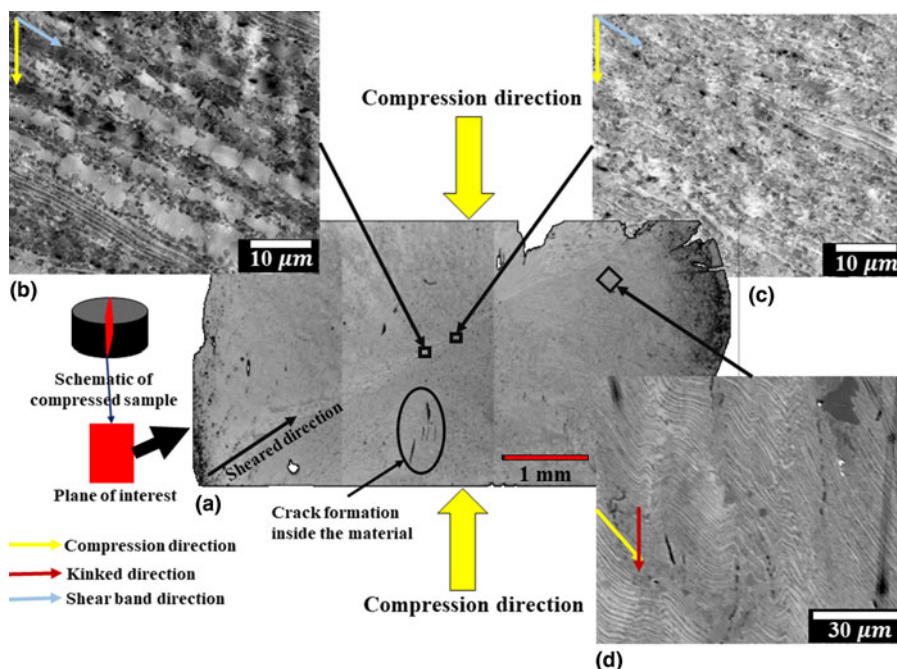 10 μm
(b)
Compression direction
10 μm
(c)
Schematic of
compressed sample
Plane of interest
(a)
Sheared direction
1 mm
Crack formation
inside the material
Compression direction
Kinked direction
Shear band direction
Compression direction
30 μm
(d)